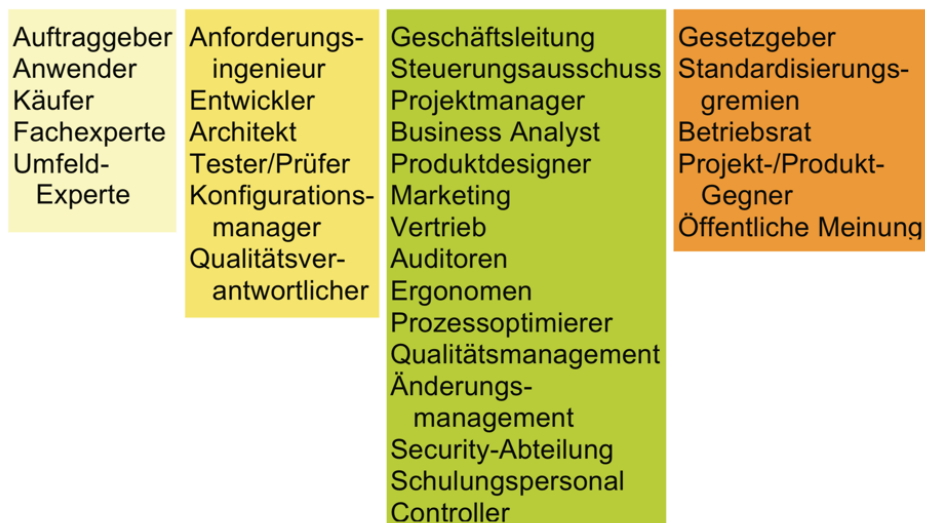 Auftraggeber
Anwender
Käufer
Fachexperte
Umfeld-
Experte
Anforderungs-
ingenieur
Entwickler
Architekt
Tester/Prüfer
Konfigurations-
manager
Qualitätsver-
antwortlicher
Geschäftsleitung
Steuerungsausschuss
Projektmanager
Business Analyst
Produktdesigner
Marketing
Vertrieb
Auditoren
Ergonomen
Prozessoptimierer
Qualitätsmanagement
Änderungs-
management
Security-Abteilung
Schulungspersonal
Controller
Gesetzgeber
Standardisierungs-
gremien
Betriebsrat
Projekt-/Produkt-
Gegner
Öffentliche Meinung